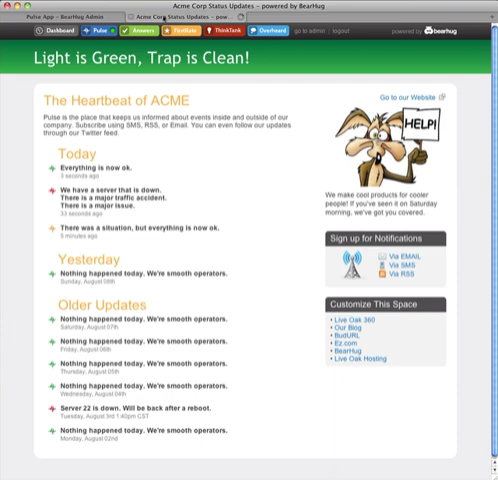 Acme Corp Status Updates - powered by BearHug
Pulse App - BearHug Admin
Acme Corp Status Updates - pow...
Dashboard
Pulse
Answers
FirstRate
ThinkTank
Overheard
go to admin
logout
powered by bearhug
Light is Green, Trap is Clean!
The Heartbeat of ACME
Pulse is the place that keeps us informed about events inside and outside of our
company. Subscribe using SMS, RSS, or Email. You can even follow our updates
through our Twitter feed.
Today
Everything is now ok.
3 seconds ago
We have a server that is down.
There is a major traffic accident.
There is a major issue.
33 seconds ago
There was a situation, but everything is now ok.
5 minutes ago
Yesterday
Nothing happened today. We're smooth operators.
Sunday, August 08th
Older Updates
Nothing happened today. We're smooth operators.
Saturday, August 07th
Nothing happened today. We're smooth operators.
Friday, August 06th
Nothing happened today. We're smooth operators.
Thursday, August 05th
Nothing happened today. We're smooth operators.
Wednesday, August 04th
Server 22 is down. Will be back after a reboot.
Tuesday, August 3rd 1:40pm CST
Nothing happened today. We're smooth operators.
Monday, August 02nd
Go to our Website
HELP!
We make cool products for cooler
people! If you've seen it on Saturday
morning, we've got you covered.
Sign up for Notifications
Via EMAIL
Via SMS
Via RSS
Customize This Space
• Live Oak 360
• Our Blog
• BudURL
• Ez.com
• BearHug
• Live Oak Hosting